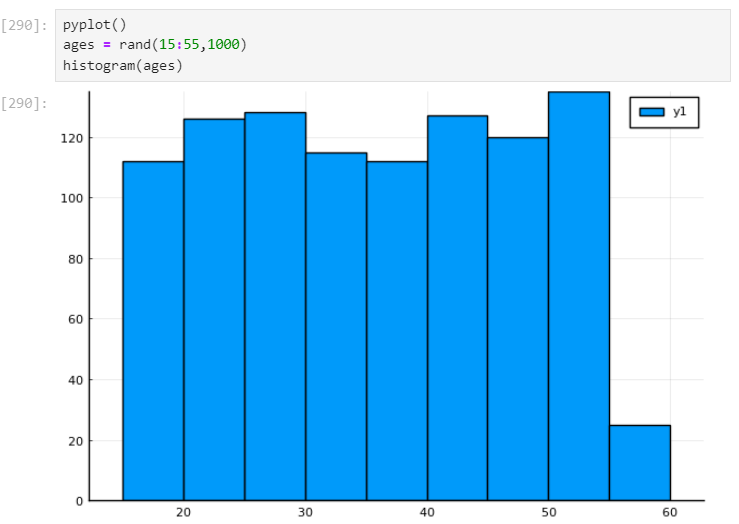 [290]: pyplot()
ages = rand(15:55,1000)
histogram(ages)
[290]:
y1
120
100
80
60
40
20
0
20 30 40 50 60